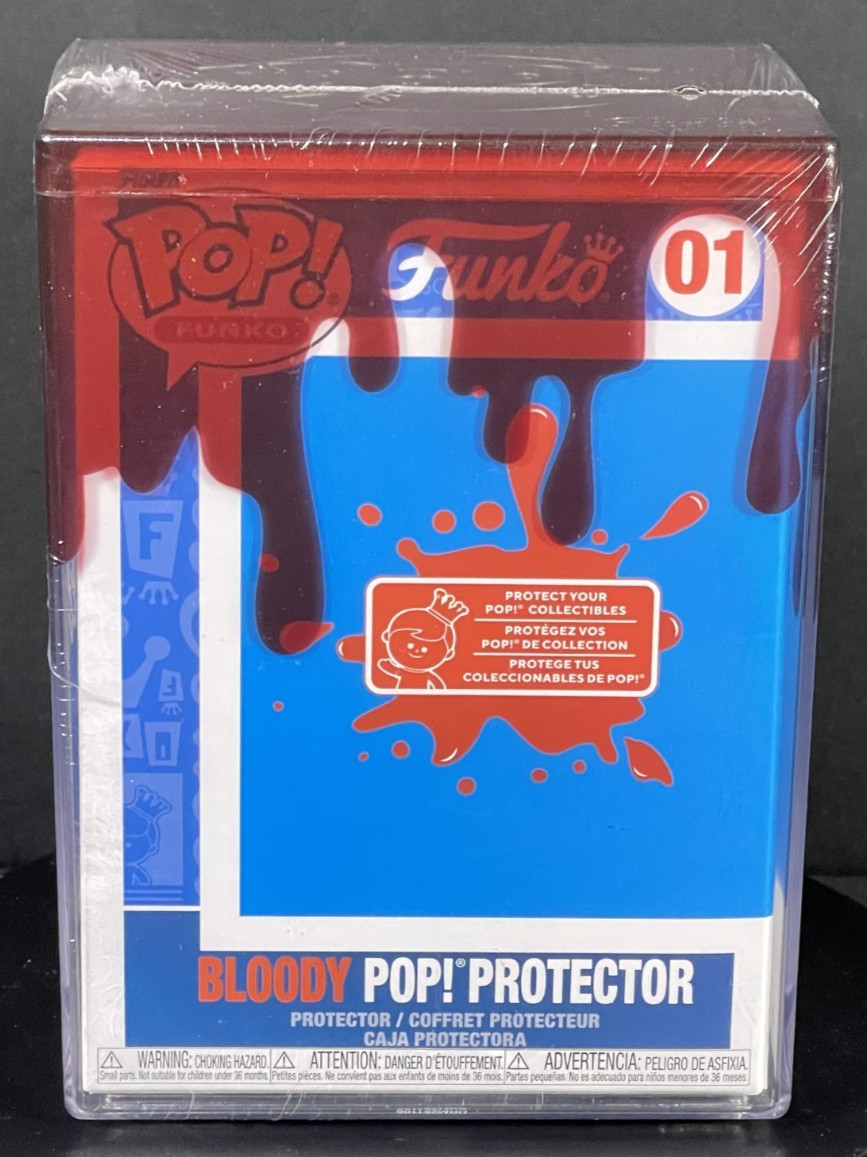 POP!
FUNKO
Funko
01
F
PROTECT YOUR
POP!® COLLECTIBLES
PROTÉGEZ VOS
POP!® DE COLLECTION
PROTEGE TUS
COLECCIONABLES DE POP!®
BLOODY POP!® PROTECTOR
PROTECTOR / COFFRET PROTECTEUR
CAJA PROTECTORA
⚠ WARNING: CHOKING HAZARD.
Small parts. Not suitable for children under 36 months.
⚠ ATTENTION: DANGER D'ÉTOUFFEMENT.
Petites pièces. Ne convient pas aux enfants de moins de 36 mois.
⚠ ADVERTENCIA: PELIGRO DE ASFIXIA.
Partes pequeñas. No es adecuado para niños menores de 36 meses.